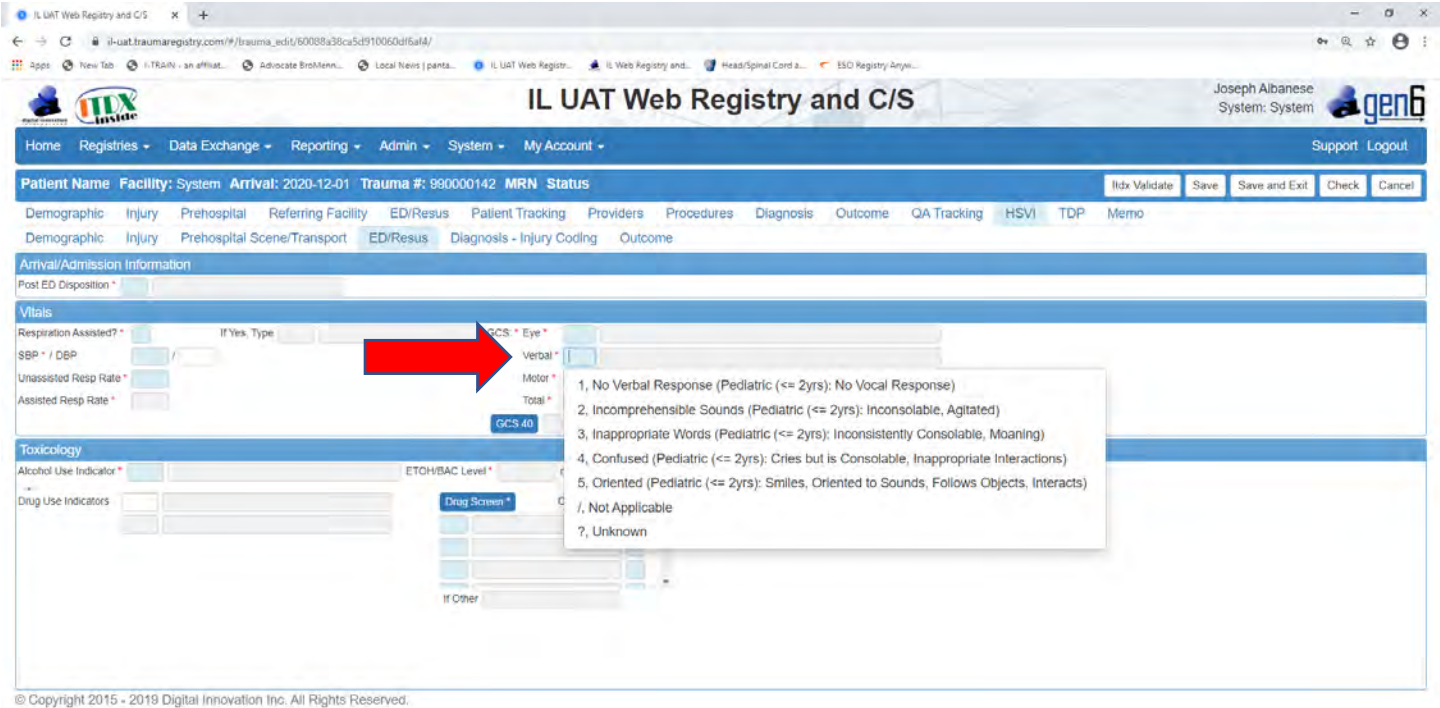 IL UAT Web Registry and C/S
il-uat.traumaregistry.com/#/trauma_edit/60088a38ca5d910060df6af4/
Apps New Tab I-TRAIN - an affiliat... Advocate BroMenn... Local News | panta... IL UAT Web Registr... IL Web Registry and... Head/Spinal Cord a... ESO Registry Anyw...
ITDX Inside IL UAT Web Registry and C/S Joseph Albanese
System: System gen6
Home Registries Data Exchange Reporting Admin System My Account Support Logout
Patient Name Facility: System Arrival: 2020-12-01 Trauma #: 990000142 MRN Status Itdx Validate Save Save and Exit Check Cancel
Demographic Injury Prehospital Referring Facility ED/Resus Patient Tracking Providers Procedures Diagnosis Outcome QA Tracking HSVI TDP Memo
Demographic Injury Prehospital Scene/Transport ED/Resus Diagnosis - Injury Coding Outcome
Arrival/Admission Information
Post ED Disposition *
Vitals
Respiration Assisted? * If Yes, Type GCS: * Eye *
SBP * / DBP / Verbal *
Unassisted Resp Rate * Motor *
Assisted Resp Rate * Total *
GCS 40
1, No Verbal Response (Pediatric (<= 2yrs): No Vocal Response)
2, Incomprehensible Sounds (Pediatric (<= 2yrs): Inconsolable, Agitated)
3, Inappropriate Words (Pediatric (<= 2yrs): Inconsistently Consolable, Moaning)
4, Confused (Pediatric (<= 2yrs): Cries but is Consolable, Inappropriate Interactions)
5, Oriented (Pediatric (<= 2yrs): Smiles, Oriented to Sounds, Follows Objects, Interacts)
/, Not Applicable
?, Unknown
Toxicology
Alcohol Use Indicator * ETOH/BAC Level *
Drug Use Indicators Drug Screen *
If Other
© Copyright 2015 - 2019 Digital Innovation Inc. All Rights Reserved.